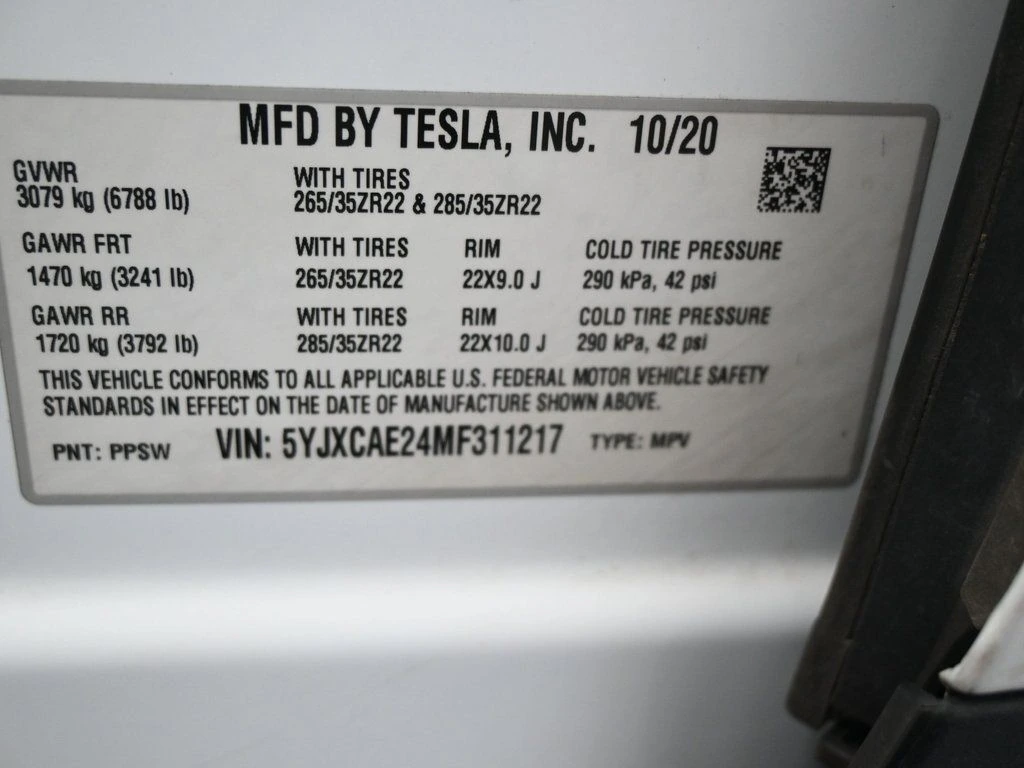 MFD BY TESLA, INC. 10/20
GVWR
3079 kg (6788 lb)
WITH TIRES
265/35ZR22 & 285/35ZR22
GAWR FRT WITH TIRES RIM COLD TIRE PRESSURE
1470 kg (3241 lb) 265/35ZR22 22X9.0 J 290 kPa, 42 psi
GAWR RR WITH TIRES RIM COLD TIRE PRESSURE
1720 kg (3792 lb) 285/35ZR22 22X10.0 J 290 kPa, 42 psi
THIS VEHICLE CONFORMS TO ALL APPLICABLE U.S. FEDERAL MOTOR VEHICLE SAFETY
STANDARDS IN EFFECT ON THE DATE OF MANUFACTURE SHOWN ABOVE.
PNT: PPSW VIN: 5YJXCAE24MF311217 TYPE: MPV